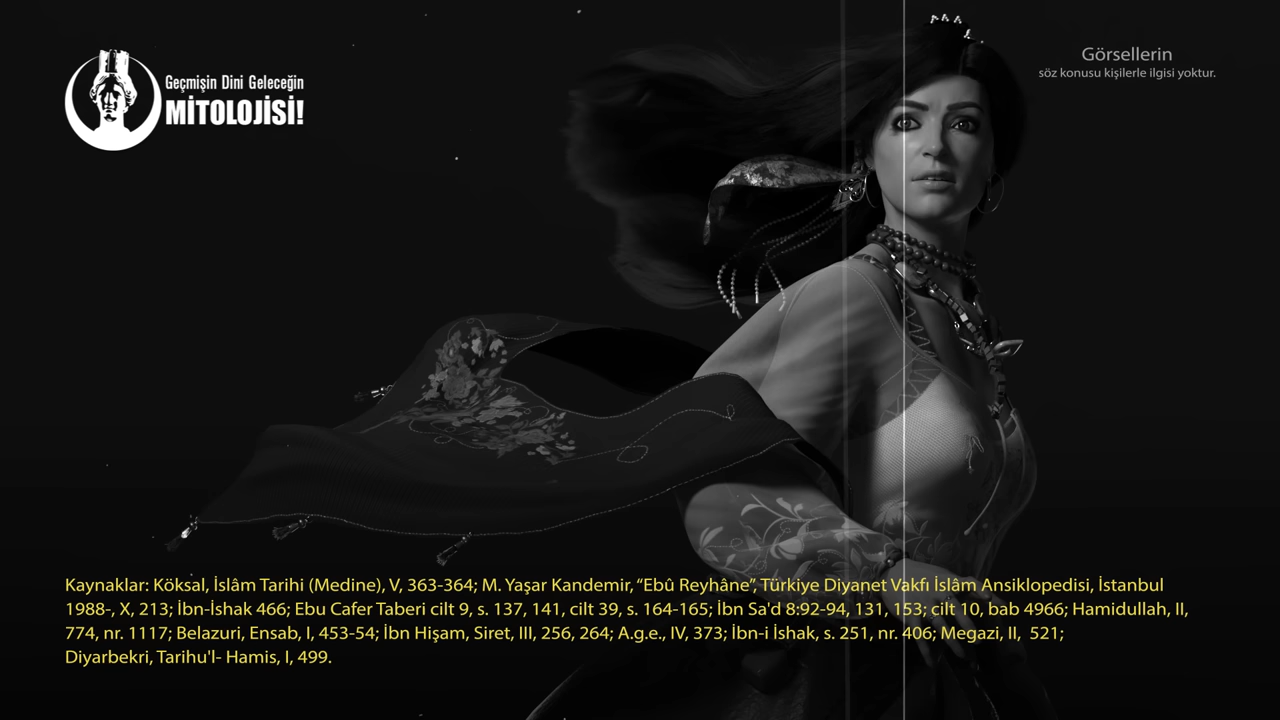 Geçmişin Dini Geleceğin
MİTOLOJİSİ!
Görsellerin
söz konusu kişilerle ilgisi yoktur.
Kaynaklar: Köksal, İslâm Tarihi (Medine), V, 363-364; M. Yaşar Kandemir, “Ebû Reyhâne”, Türkiye Diyanet Vakfı İslâm Ansiklopedisi, İstanbul
1988-, X, 213; İbn-İshak 466; Ebu Cafer Taberi cilt 9, s. 137, 141, cilt 39, s. 164-165; İbn Sa'd 8:92-94, 131, 153; cilt 10, bab 4966; Hamidullah, II,
774, nr. 1117; Belazuri, Ensab, I, 453-54; İbn Hişam, Siret, III, 256, 264; A.g.e., IV, 373; İbn-i İshak, s. 251, nr. 406; Megazi, II, 521;
Diyarbekri, Tarihu'l- Hamis, I, 499.